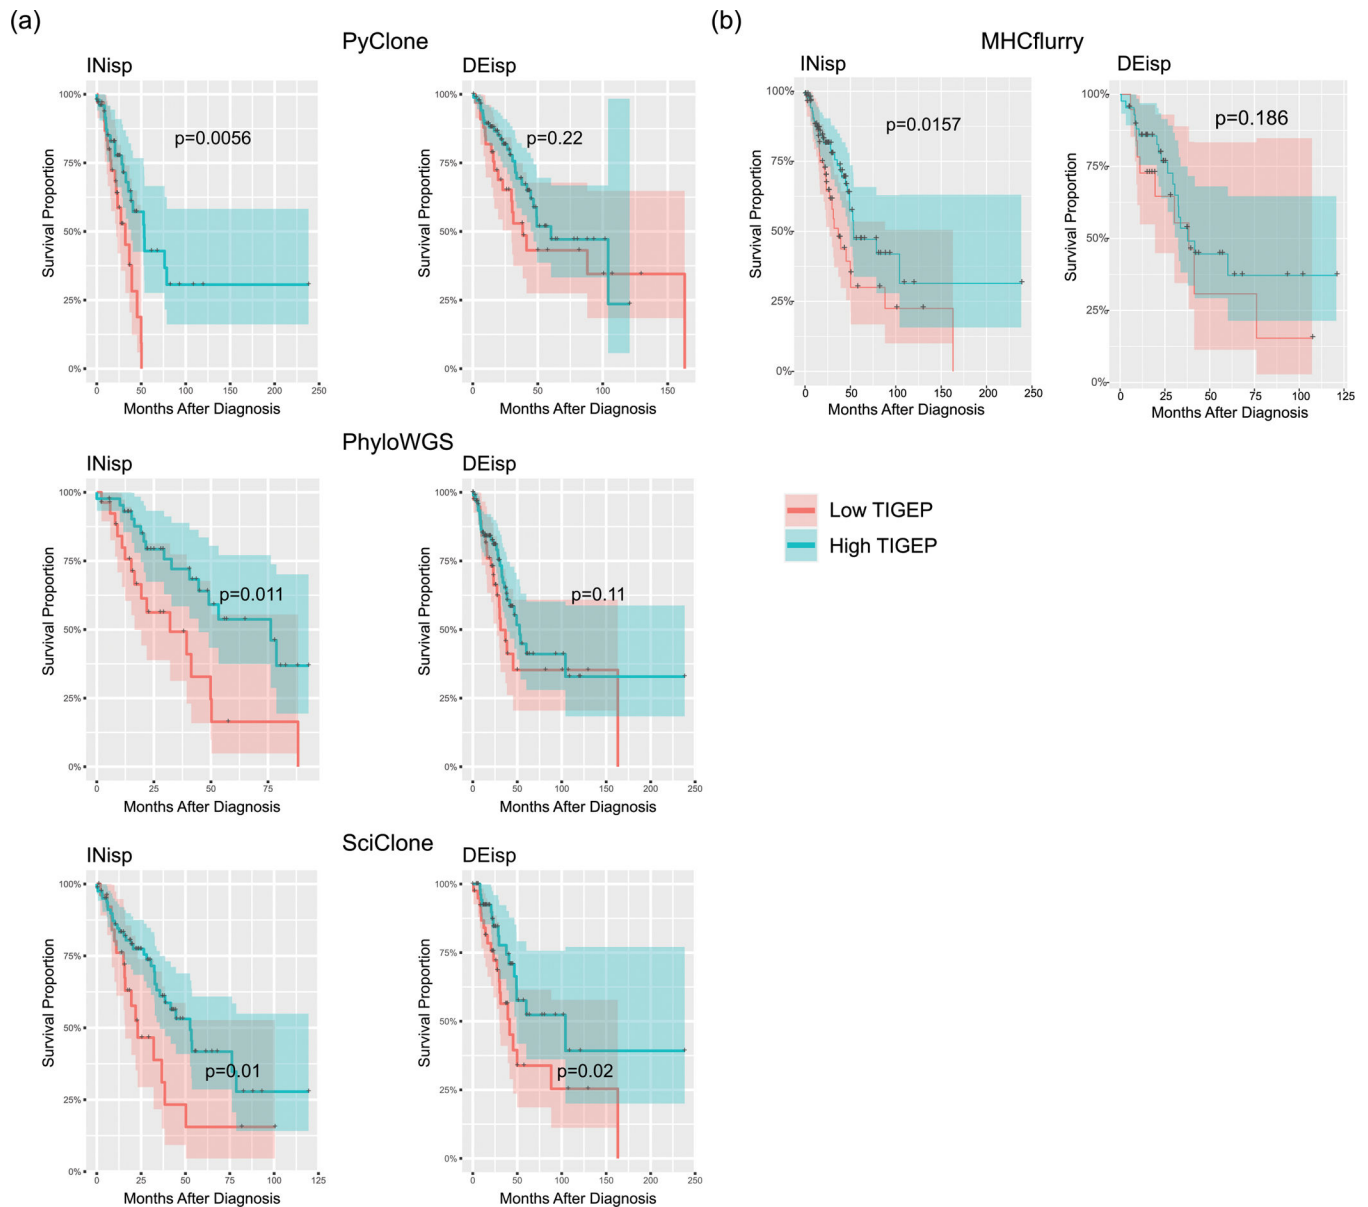 (a)
PyClone
INisp
DEisp
100%
75%
50%
25%
0%
Survival Proportion
p=0.0056
0 50 100 150 200 250
Months After Diagnosis
100%
75%
50%
25%
0%
Survival Proportion
p=0.22
0 50 100 150
Months After Diagnosis
PhyloWGS
INisp
DEisp
100%
75%
50%
25%
0%
Survival Proportion
p=0.011
0 25 50 75
Months After Diagnosis
100%
75%
50%
25%
0%
Survival Proportion
p=0.11
0 50 100 150 200 250
Months After Diagnosis
SciClone
INisp
DEisp
100%
75%
50%
25%
0%
Survival Proportion
p=0.01
0 25 50 75 100 125
Months After Diagnosis
100%
75%
50%
25%
0%
Survival Proportion
p=0.02
0 50 100 150 200 250
Months After Diagnosis
(b)
MHCflurry
INisp
DEisp
100%
75%
50%
25%
0%
Survival Proportion
p=0.0157
0 50 100 150 200 250
Months After Diagnosis
100%
75%
50%
25%
0%
Survival Proportion
p=0.186
0 25 50 75 100 125
Months After Diagnosis
Low TIGEP
High TIGEP